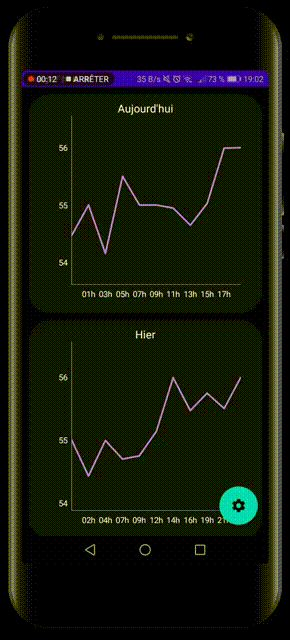 00:12 ARRÊTER 35 B/s 73 % 19:02
Aujourd'hui
56
55
54
01h 03h 05h 07h 09h 11h 13h 15h 17h
Hier
56
55
54
02h 04h 07h 09h 12h 14h 16h 19h 21h